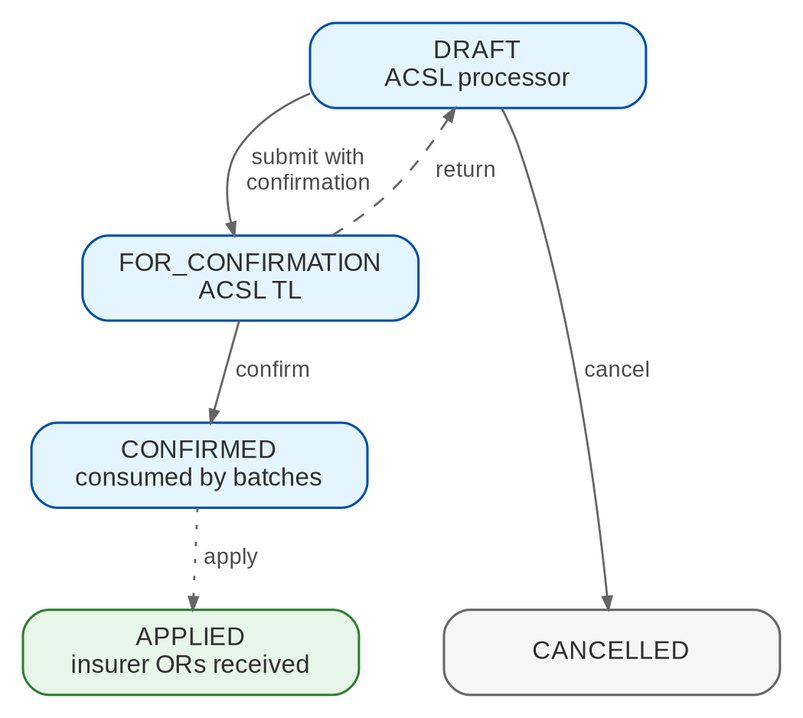 DRAFT
ACSL processor
submit with
confirmation
return
FOR_CONFIRMATION
ACSL TL
confirm
cancel
CONFIRMED
consumed by batches
apply
APPLIED
insurer ORs received
CANCELLED